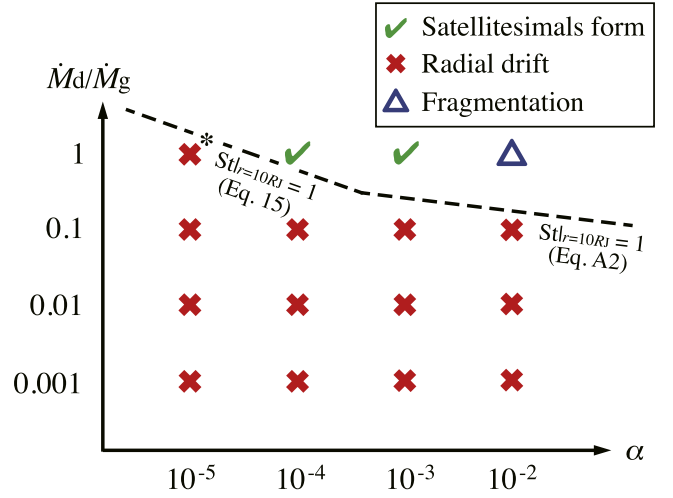 Satellitesimals form
Radial drift
Fragmentation
Ṁd/Ṁg
1
*
St|r=10RJ = 1
(Eq. 15)
0.1
St|r=10RJ = 1
(Eq. A2)
0.01
0.001
α
10-5
10-4
10-3
10-2